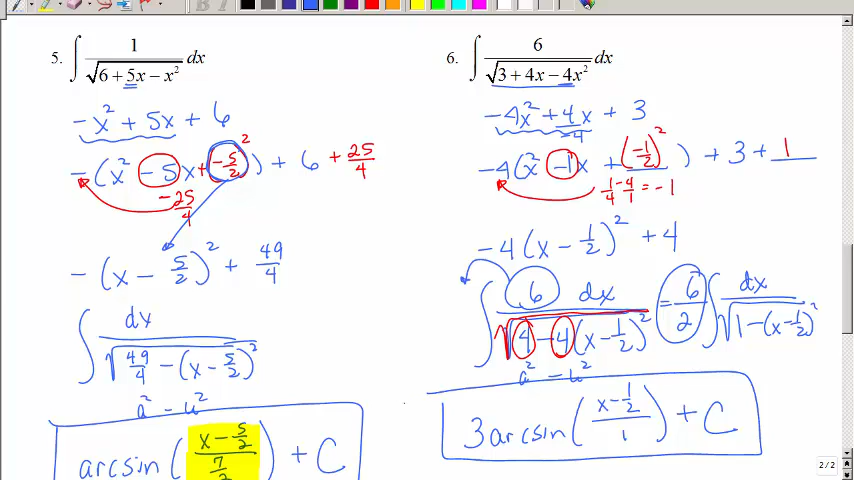 5. ∫ 1/√(6 + 5x − x²) dx
−x² + 5x + 6
−(x² − 5x + (−5/2)²) + 6 + 25/4
−25/4
−(x − 5/2)² + 49/4
∫ dx/√(49/4 − (x − 5/2)²)
a² − u²
arcsin((x − 5/2)/(7/2)) + C
6. ∫ 6/√(3 + 4x − 4x²) dx
−4x² + 4x + 3
−4
−4(x² − 1x + (−1/2)²) + 3 + 1
1/4 · −4/1 = −1
−4(x − 1/2)² + 4
∫ 6 dx/√(4 − 4(x − 1/2)²) = 6/2 ∫ dx/√(1 − (x − 1/2)²)
a² − u²
3 arcsin((x − 1/2)/1) + C
2/2